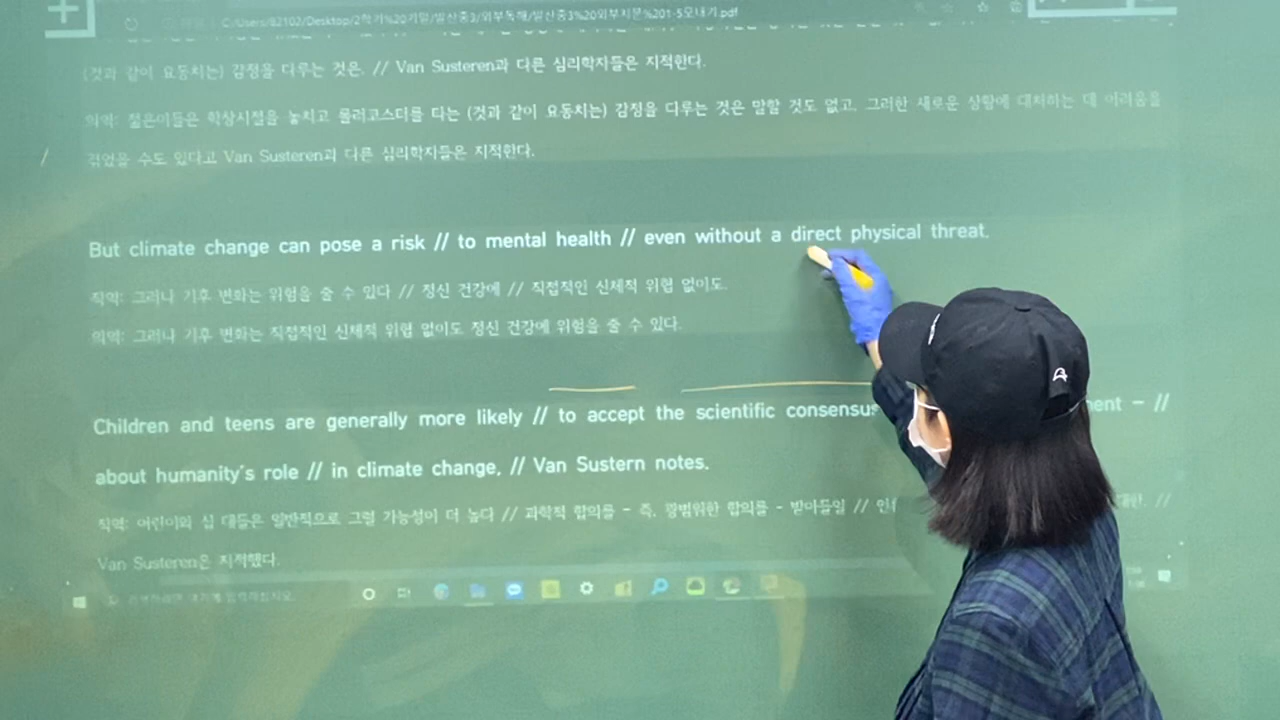 C:/Users/82102/Desktop/2학기%20기말/발산중3/외부독해/발산중3%20외부지문%201-5모내기.pdf
(것과 같이 요동치는) 감정을 다루는 것은. // Van Susteren과 다른 심리학자들은 지적한다.
의역: 젊은이들은 학창시절을 놓치고 롤러코스터를 타는 (것과 같이 요동치는) 감정을 다루는 것은 말할 것도 없고, 그러한 새로운 상황에 대처하는 데 어려움을
겪었을 수도 있다고 Van Susteren과 다른 심리학자들은 지적한다.
But climate change can pose a risk // to mental health // even without a direct physical threat.
직역: 그러나 기후 변화는 위험을 줄 수 있다 // 정신 건강에 // 직접적인 신체적 위협 없이도.
의역: 그러나 기후 변화는 직접적인 신체적 위협 없이도 정신 건강에 위험을 줄 수 있다.
Children and teens are generally more likely // to accept the scientific consensus ment – //
about humanity's role // in climate change, // Van Sustern notes.
직역: 어린이와 십 대들은 일반적으로 그럴 가능성이 더 높다 // 과학적 합의를 - 즉, 광범위한 합의를 - 받아들일 // 인 대한, //
Van Susteren은 지적했다.